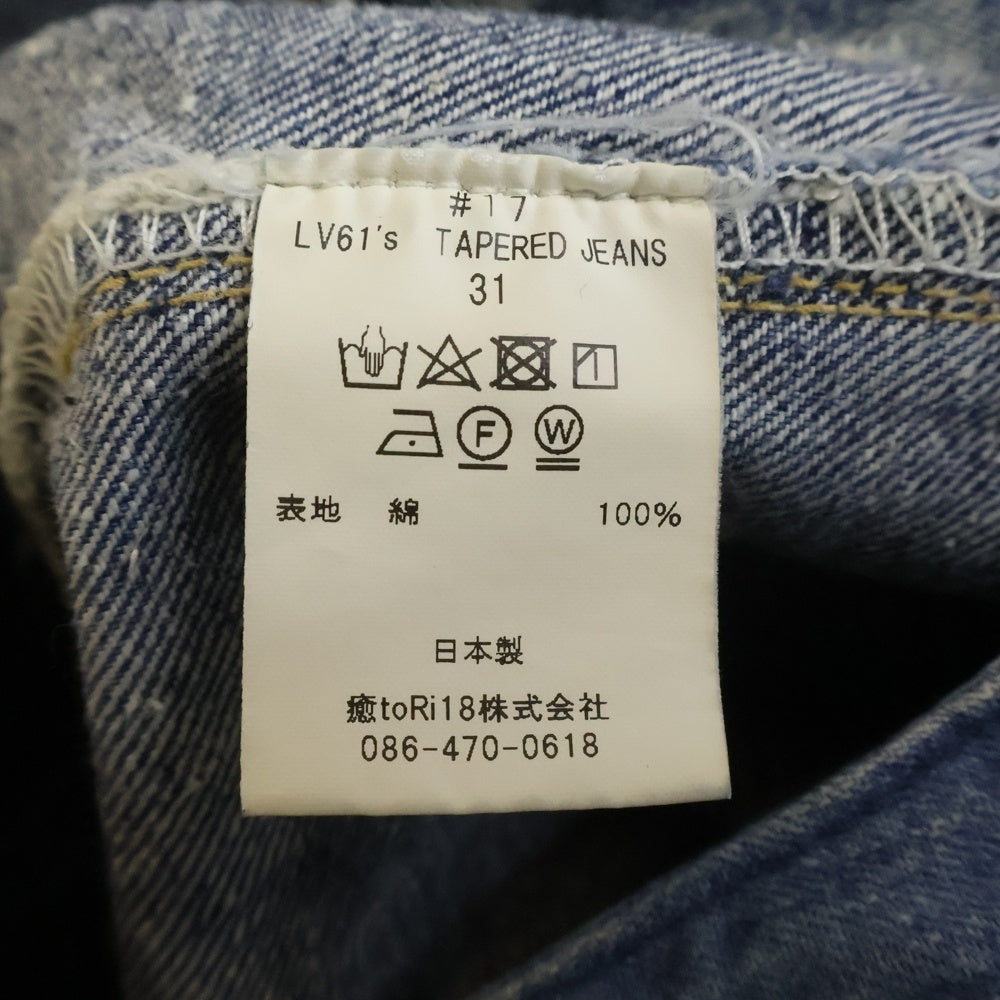 #17
LV61's TAPERED JEANS
31
F W
表地 綿 100%
日本製
癒toRi18株式会社
086-470-0618